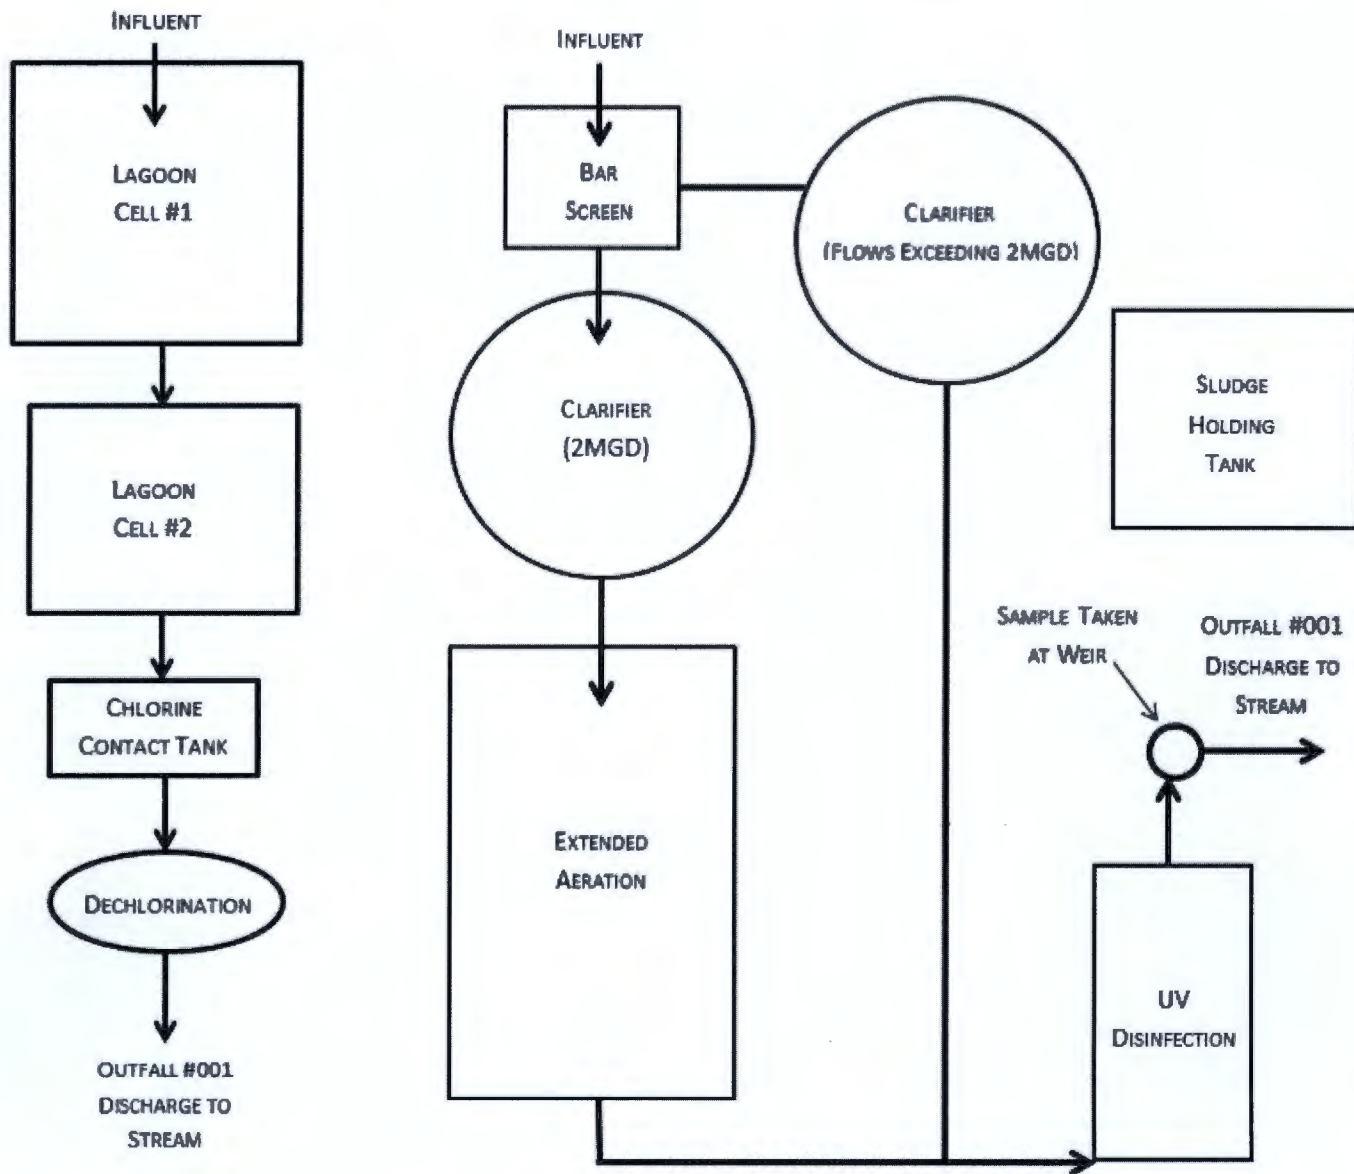 INFLUENT
LAGOON
CELL #1
LAGOON
CELL #2
CHLORINE
CONTACT TANK
DECHLORINATION
OUTFALL #001
DISCHARGE TO
STREAM
INFLUENT
BAR
SCREEN
CLARIFIER
(FLOWS EXCEEDING 2MGD)
CLARIFIER
(2MGD)
EXTENDED
AERATION
SLUDGE
HOLDING
TANK
SAMPLE TAKEN
AT WEIR
OUTFALL #001
DISCHARGE TO
STREAM
UV
DISINFECTION